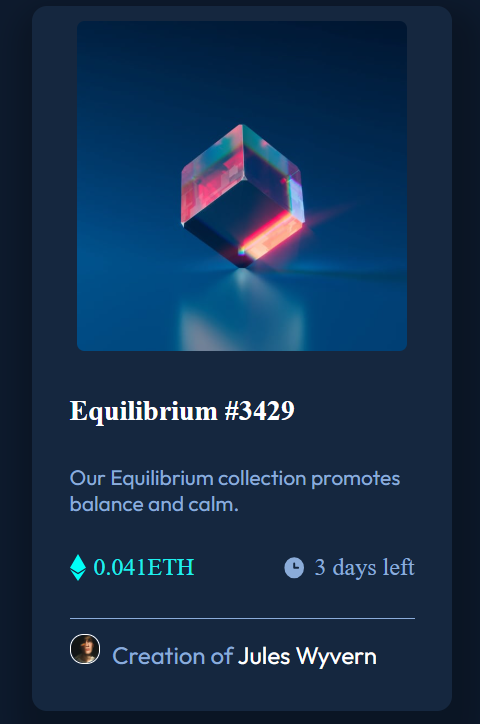 Equilibrium #3429
Our Equilibrium collection promotes
balance and calm.
0.041ETH
3 days left
Creation of Jules Wyvern